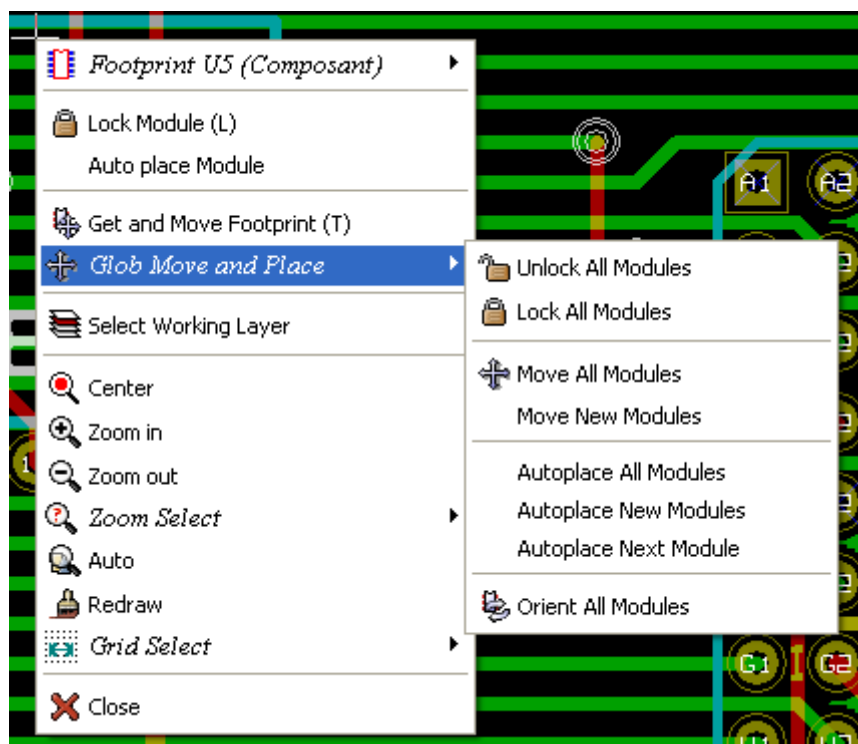 Footprint U5 (Composant)
Lock Module (L)
Auto place Module
Get and Move Footprint (T)
Glob Move and Place
Select Working Layer
Center
Zoom in
Zoom out
Zoom Select
Auto
Redraw
Grid Select
Close
Unlock All Modules
Lock All Modules
Move All Modules
Move New Modules
Autoplace All Modules
Autoplace New Modules
Autoplace Next Module
Orient All Modules
A1 A2
G1 G2